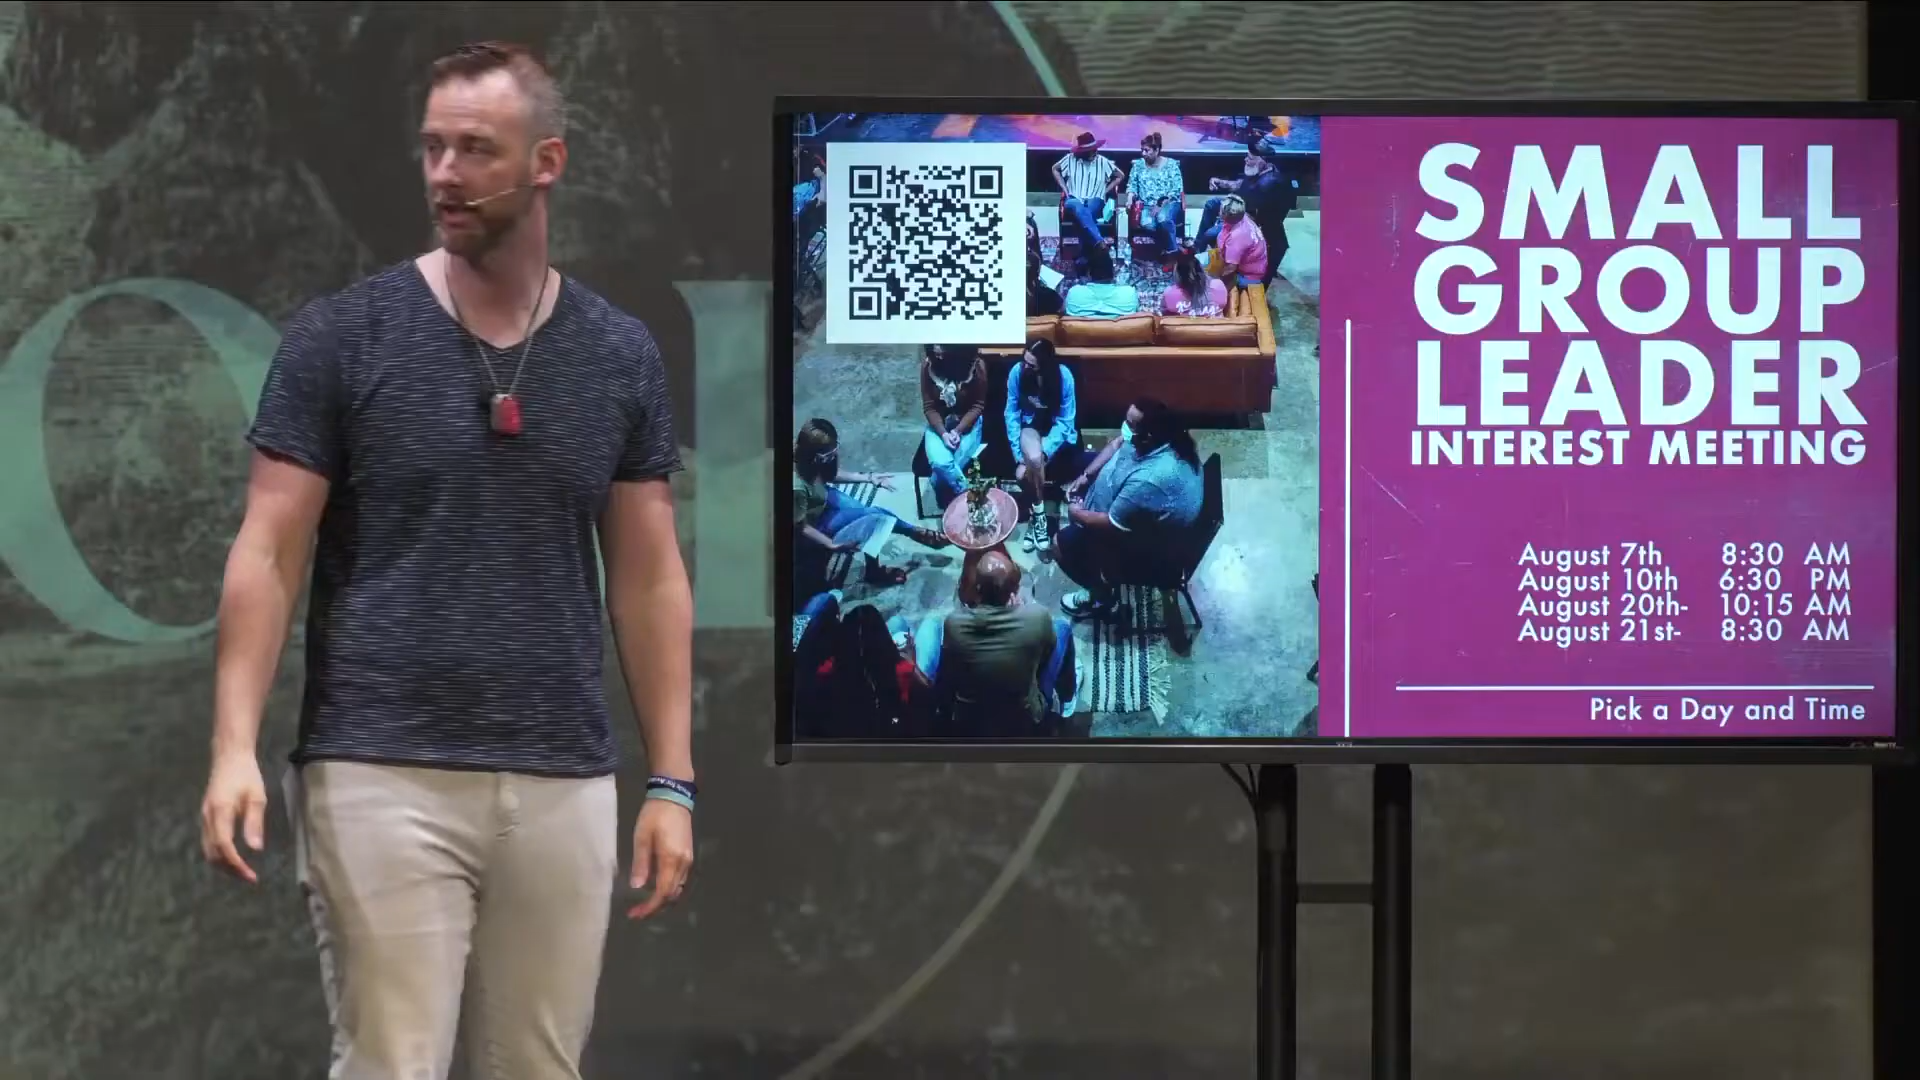 SMALL
GROUP
LEADER
INTEREST MEETING
August 7th 8:30 AM
August 10th 6:30 PM
August 20th- 10:15 AM
August 21st- 8:30 AM
Pick a Day and Time